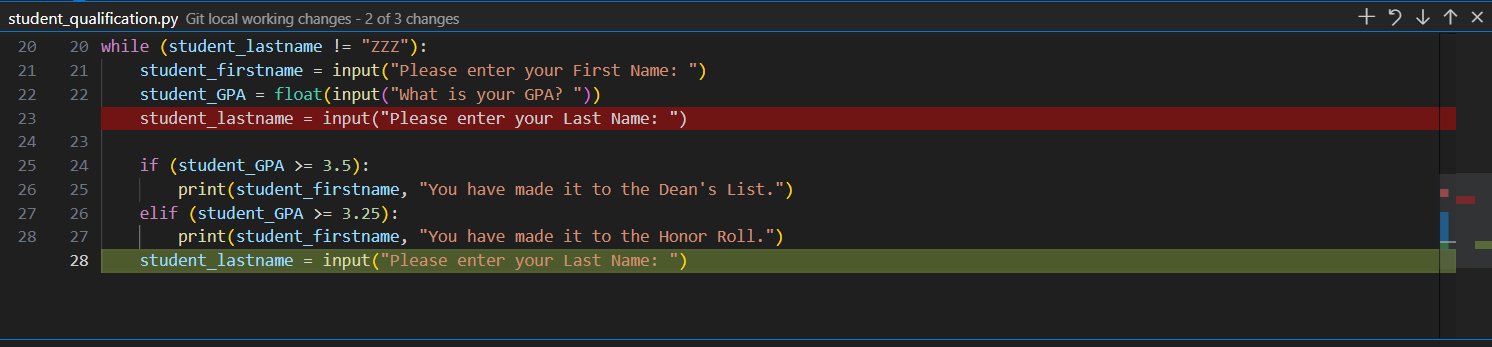 student_qualification.py Git local working changes - 2 of 3 changes
20 20 while (student_lastname != "ZZZ"):
21 21     student_firstname = input("Please enter your First Name: ")
22 22     student_GPA = float(input("What is your GPA? "))
23     student_lastname = input("Please enter your Last Name: ")
24 23
25 24     if (student_GPA >= 3.5):
26 25         print(student_firstname, "You have made it to the Dean's List.")
27 26     elif (student_GPA >= 3.25):
28 27         print(student_firstname, "You have made it to the Honor Roll.")
28     student_lastname = input("Please enter your Last Name: ")